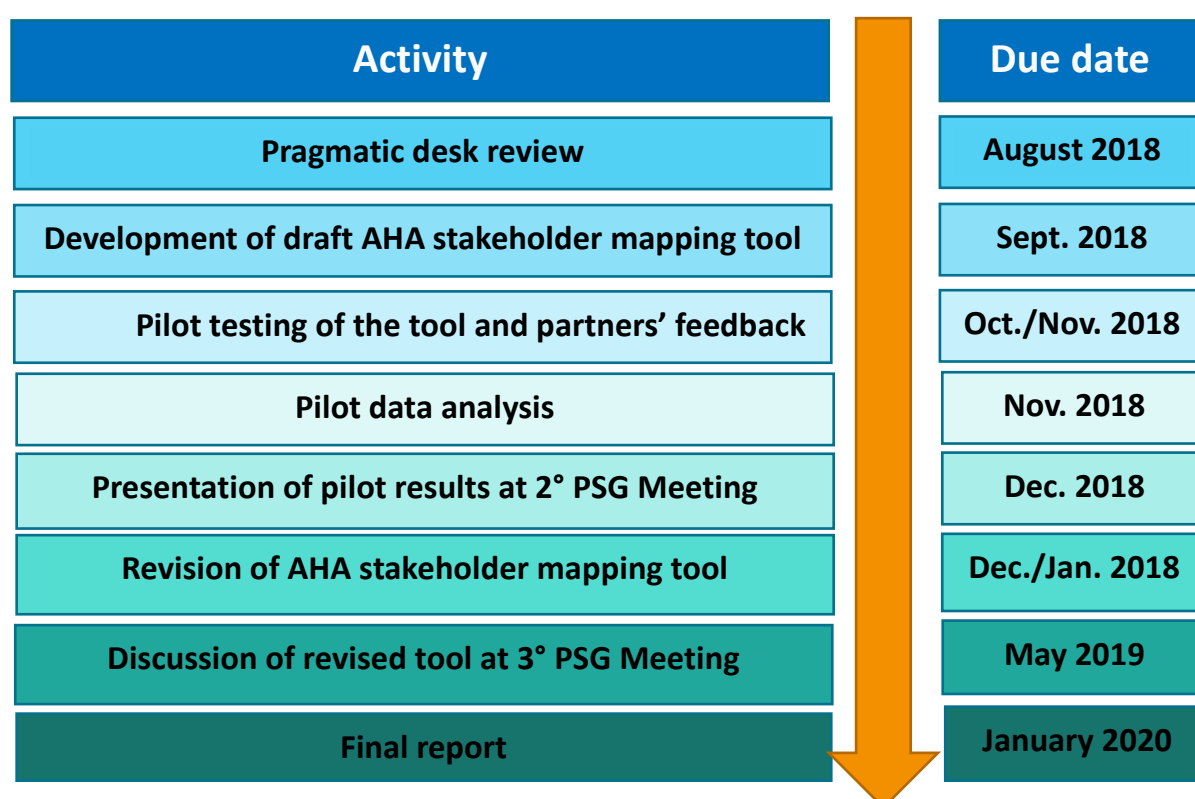 Activity Due date
Pragmatic desk review August 2018
Development of draft AHA stakeholder mapping tool Sept. 2018
Pilot testing of the tool and partners’ feedback Oct./Nov. 2018
Pilot data analysis Nov. 2018
Presentation of pilot results at 2° PSG Meeting Dec. 2018
Revision of AHA stakeholder mapping tool Dec./Jan. 2018
Discussion of revised tool at 3° PSG Meeting May 2019
Final report January 2020